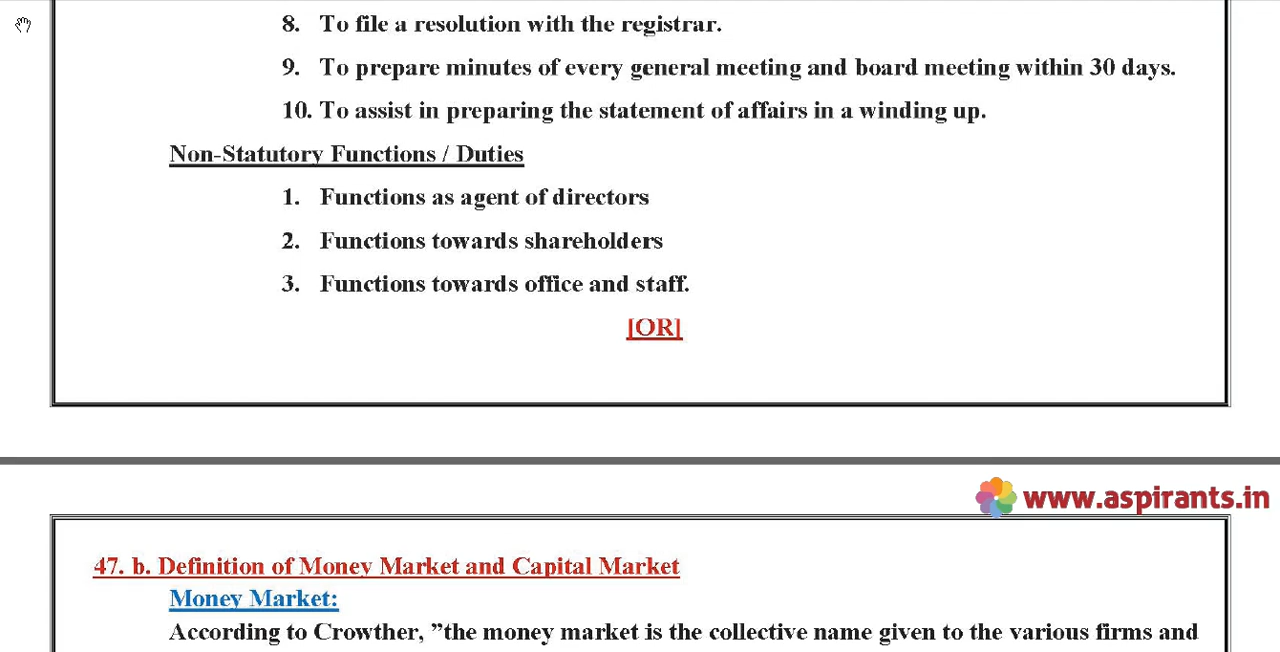 8. To file a resolution with the registrar.
9. To prepare minutes of every general meeting and board meeting within 30 days.
10. To assist in preparing the statement of affairs in a winding up.
Non-Statutory Functions / Duties
1. Functions as agent of directors
2. Functions towards shareholders
3. Functions towards office and staff.
[OR]
www.aspirants.in
47. b. Definition of Money Market and Capital Market
Money Market:
According to Crowther, ”the money market is the collective name given to the various firms and